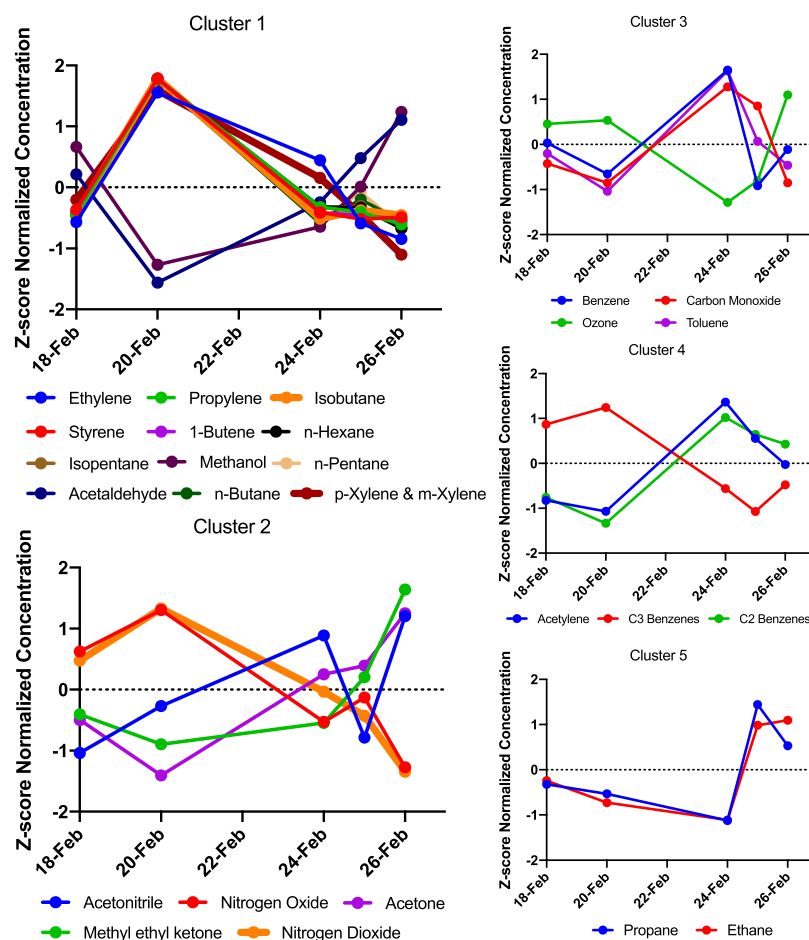 Cluster 1
Z-score Normalized Concentration
2
1
0
-1
-2
18-Feb
20-Feb
22-Feb
24-Feb
26-Feb
Ethylene Propylene Isobutane
Styrene 1-Butene n-Hexane
Isopentane Methanol n-Pentane
Acetaldehyde n-Butane p-Xylene & m-Xylene
Cluster 2
Z-score Normalized Concentration
2
1
0
-1
-2
18-Feb
20-Feb
22-Feb
24-Feb
26-Feb
Acetonitrile Nitrogen Oxide Acetone
Methyl ethyl ketone Nitrogen Dioxide
Cluster 3
Z-score Normalized Concentration
2
1
0
-1
-2
18-Feb
20-Feb
22-Feb
24-Feb
26-Feb
Benzene Carbon Monoxide
Ozone Toluene
Cluster 4
Z-score Normalized Concentration
2
1
0
-1
-2
18-Feb
20-Feb
22-Feb
24-Feb
26-Feb
Acetylene C3 Benzenes C2 Benzenes
Cluster 5
Z-score Normalized Concentration
2
1
0
-1
-2
18-Feb
20-Feb
22-Feb
24-Feb
26-Feb
Propane Ethane